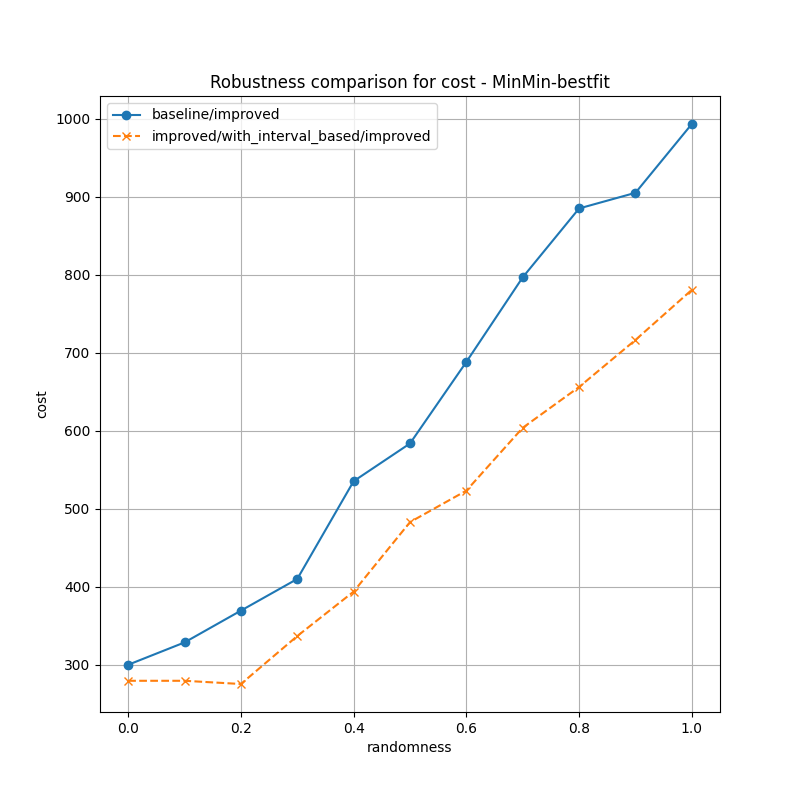 Robustness comparison for cost - MinMin-bestfit
baseline/improved
improved/with_interval_based/improved
1000
900
800
700
600
500
400
300
cost
0.0 0.2 0.4 0.6 0.8 1.0
randomness